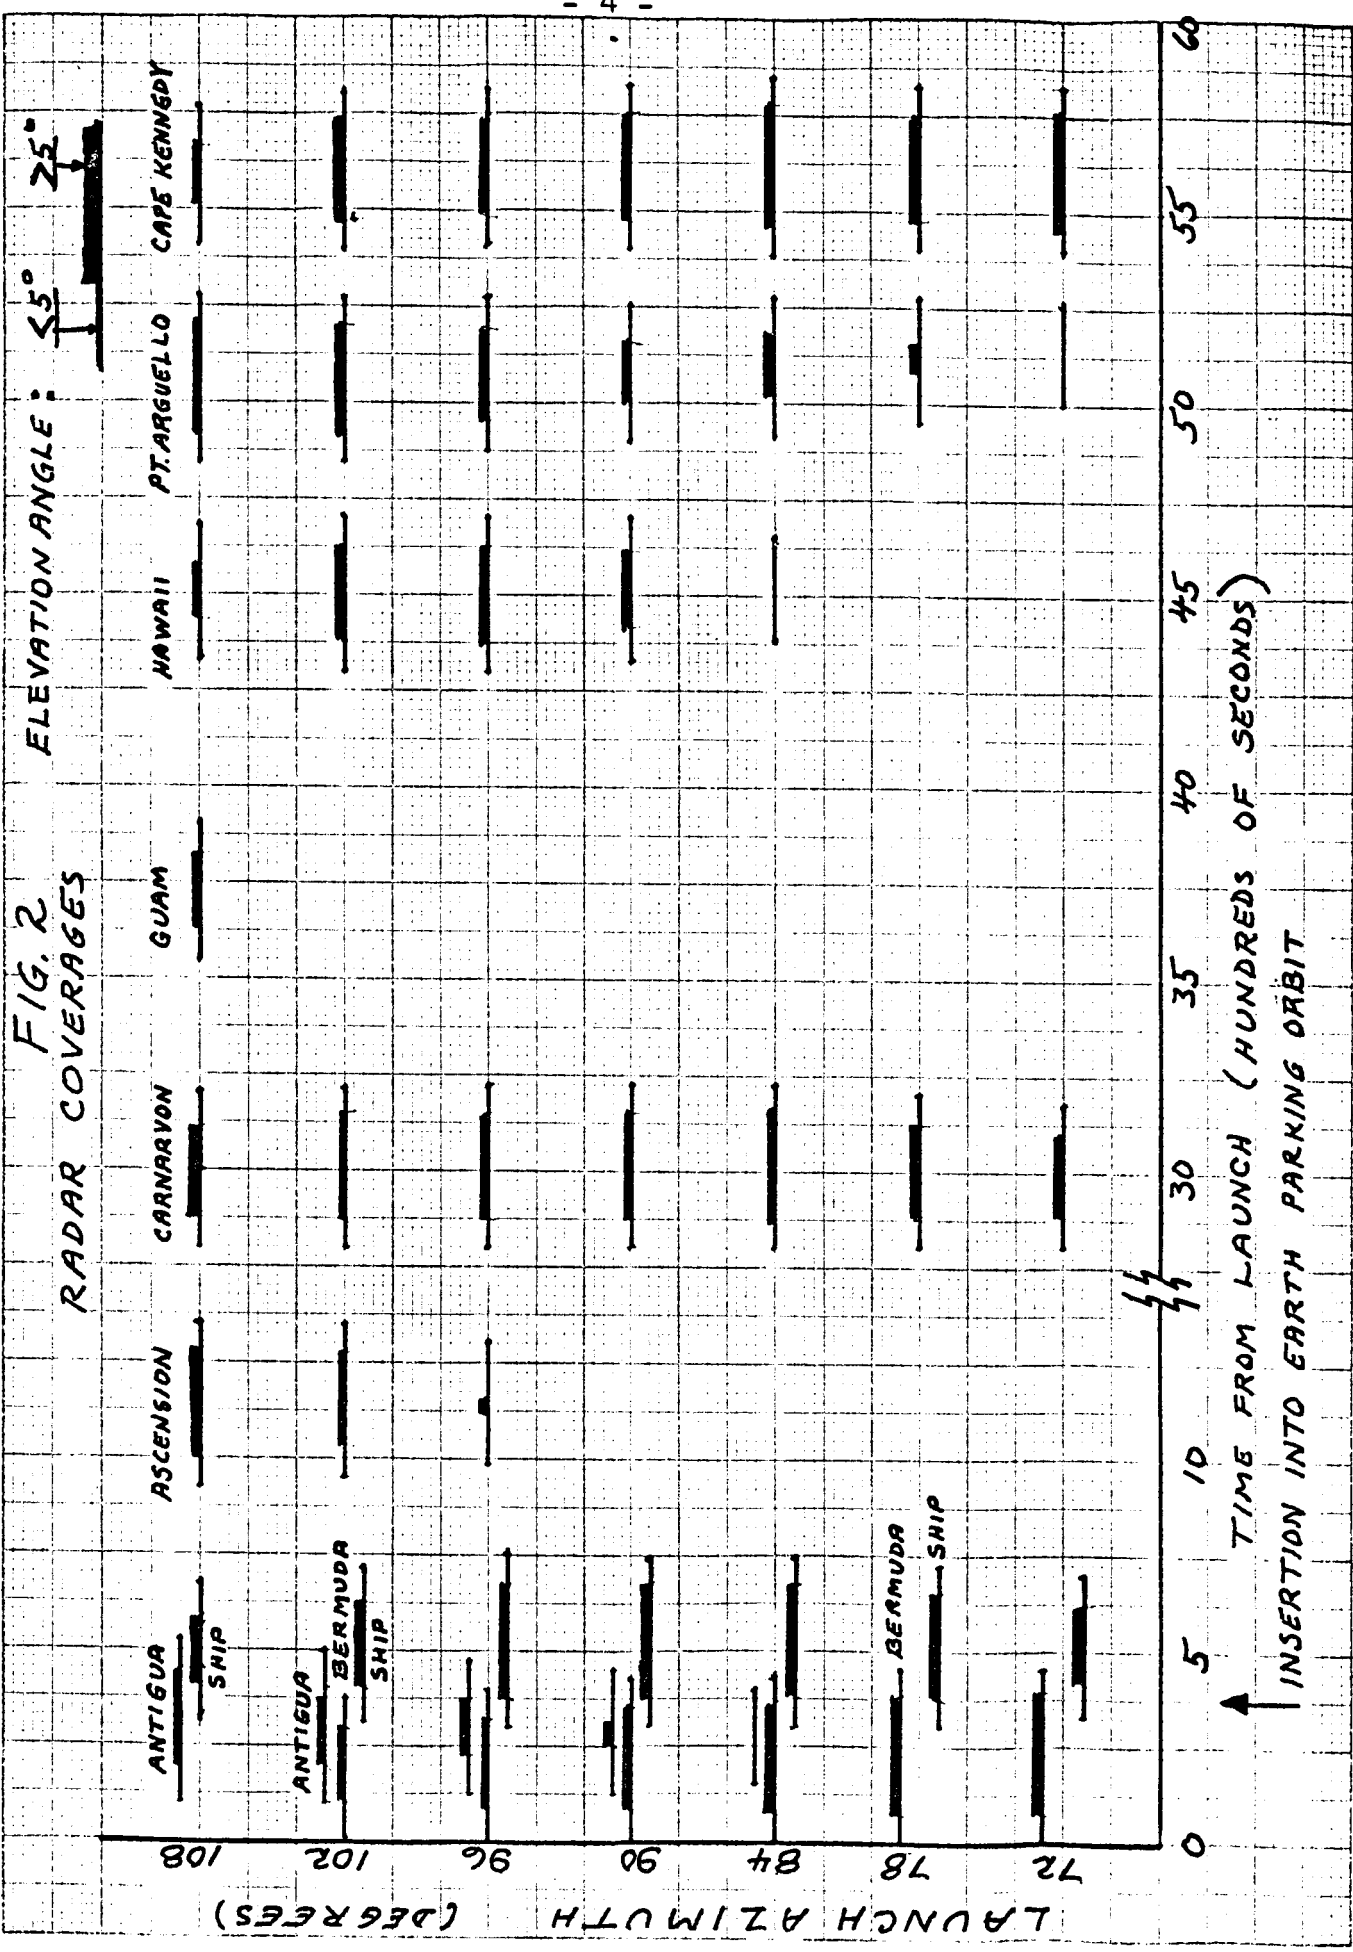 - 4 -
FIG. 2
RADAR COVERAGES
ELEVATION ANGLE: ≤5° ≥5°
ANTIGUA
SHIP
ASCENSION
CARNARVON
GUAM
HAWAII
PT. ARGUELLO
CAPE KENNEDY
ANTIGUA
BERMUDA
SHIP
BERMUDA
SHIP
LAUNCH AZIMUTH (DEGREES)
108
102
96
90
84
78
72
0 5 10 30 35 40 45 50 55 60
TIME FROM LAUNCH (HUNDREDS OF SECONDS)
INSERTION INTO EARTH PARKING ORBIT